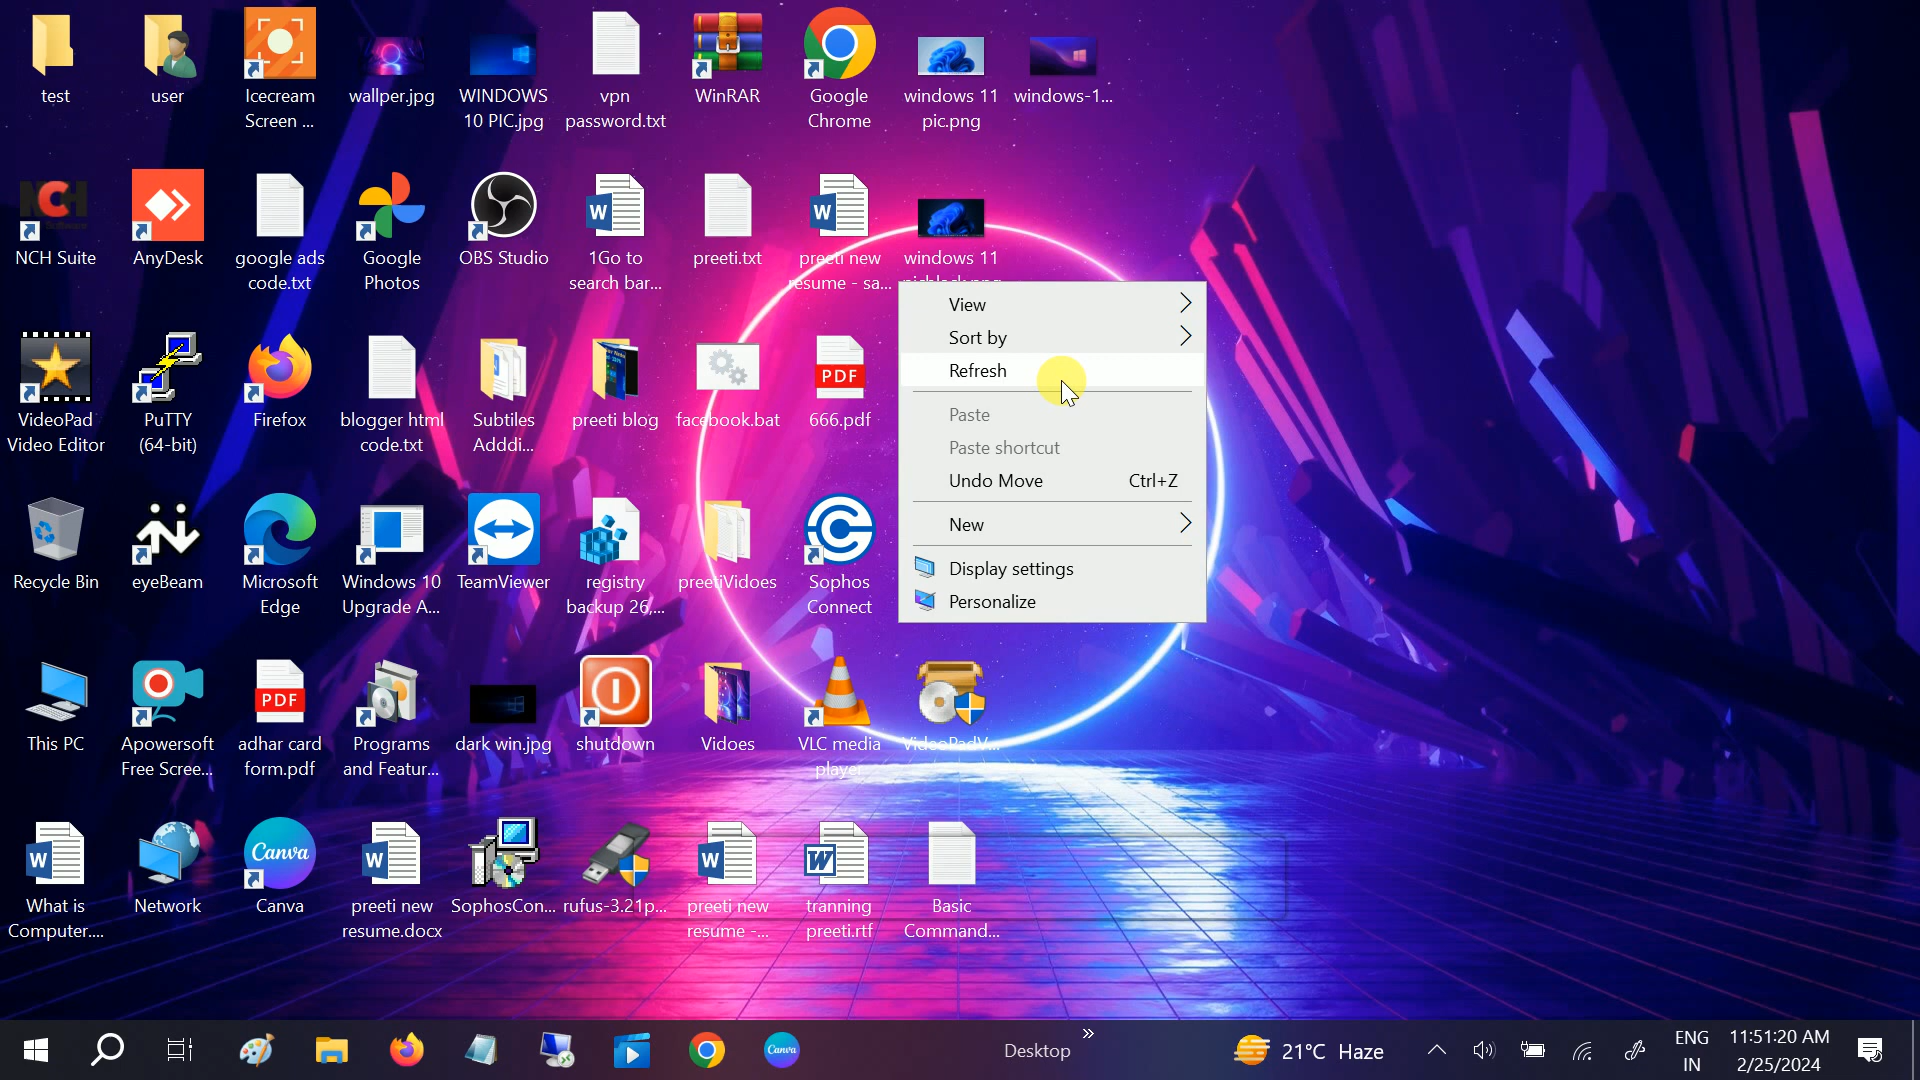 test
user
Icecream
Screen ...
wallper.jpg
WINDOWS
10 PIC.jpg
vpn
password.txt
WinRAR
Google
Chrome
windows 11
pic.png
windows-1...
NCH
NCH Suite
AnyDesk
google ads
code.txt
Google
Photos
OBS Studio
W
1Go to
search bar...
preeti.txt
W
preeti new
resume - sa...
windows 11
VideoPad
Video Editor
PuTTY
(64-bit)
Firefox
blogger html
code.txt
Subtiles
Adddi...
preeti blog
facebook.bat
PDF
666.pdf
View
Sort by
Refresh
Paste
Paste shortcut
Undo Move Ctrl+Z
New
Display settings
Personalize
Recycle Bin
eyeBeam
Microsoft
Edge
Windows 10
Upgrade A...
TeamViewer
registry
backup 26,...
preetiVidoes
Sophos
Connect
This PC
Apowersoft
Free Scree...
PDF
adhar card
form.pdf
Programs
and Featur...
dark win.jpg
shutdown
Vidoes
VLC media
player
VideoPadV...
W
What is
Computer....
Network
Canva
Canva
W
preeti new
resume.docx
SophosCon...
rufus-3.21p...
W
preeti new
resume -...
W
tranning
preeti.rtf
Basic
Command...
Canva
Desktop
21°C Haze
ENG
IN
11:51:20 AM
2/25/2024